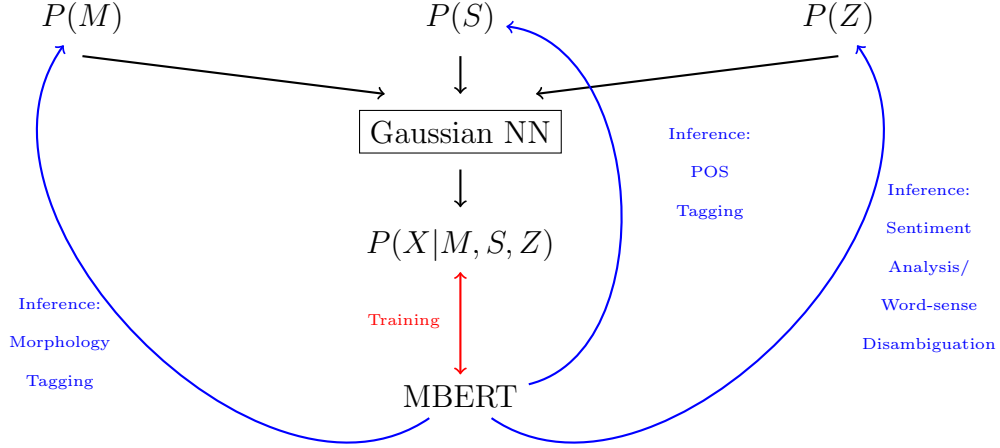 P(M)
P(S)
P(Z)
Gaussian NN
Inference:
POS
Tagging
Inference:
Sentiment
Analysis/
Word-sense
Disambiguation
P(X|M, S, Z)
Inference:
Morphology
Tagging
Training
MBERT